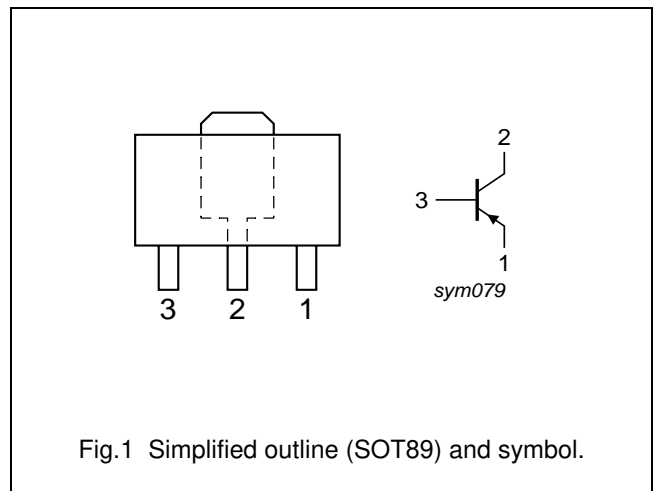 2
3
1
sym079
3 2 1
Fig.1 Simplified outline (SOT89) and symbol.